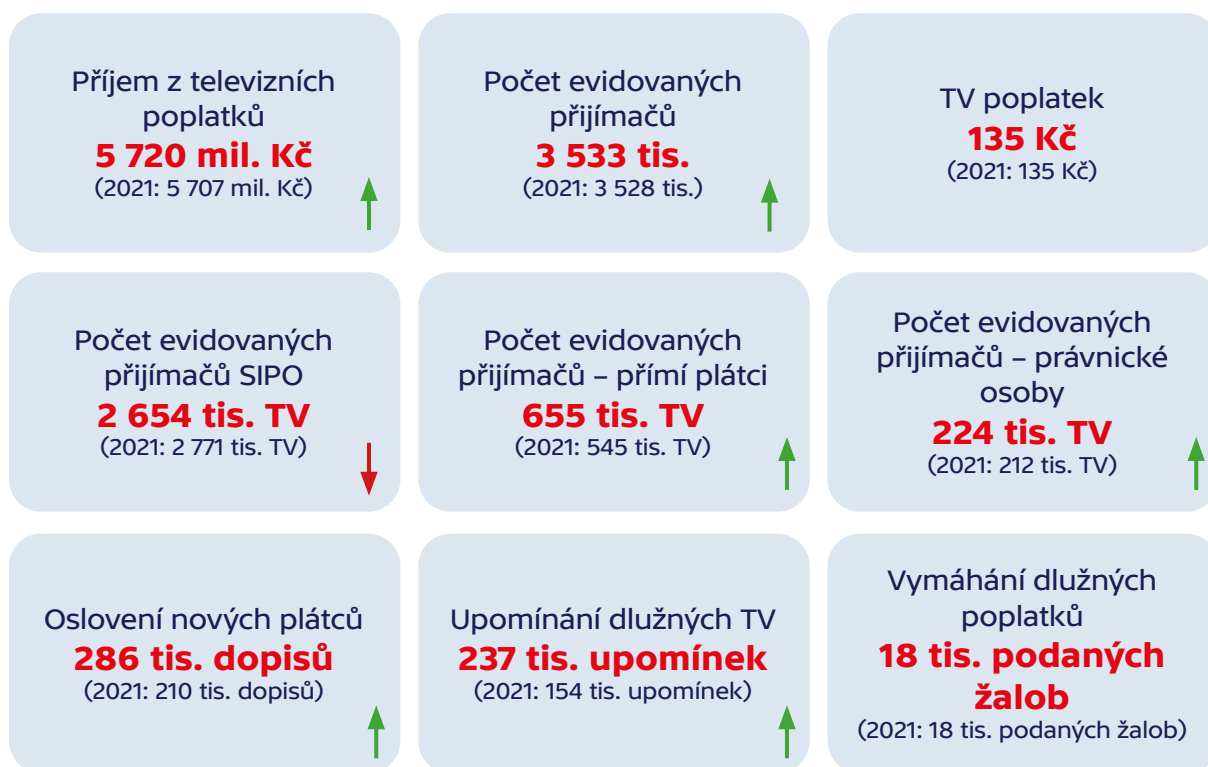 Příjem z televizních
poplatků
5 720 mil. Kč
(2021: 5 707 mil. Kč)
Počet evidovaných
přijímačů
3 533 tis.
(2021: 3 528 tis.)
TV poplatek
135 Kč
(2021: 135 Kč)
Počet evidovaných
přijímačů SIPO
2 654 tis. TV
(2021: 2 771 tis. TV)
Počet evidovaných
přijímačů – přímí plátci
655 tis. TV
(2021: 545 tis. TV)
Počet evidovaných
přijímačů – právnické
osoby
224 tis. TV
(2021: 212 tis. TV)
Oslovení nových plátců
286 tis. dopisů
(2021: 210 tis. dopisů)
Upomínání dlužných TV
237 tis. upomínek
(2021: 154 tis. upomínek)
Vymáhání dlužných
poplatků
18 tis. podaných
žalob
(2021: 18 tis. podaných žalob)